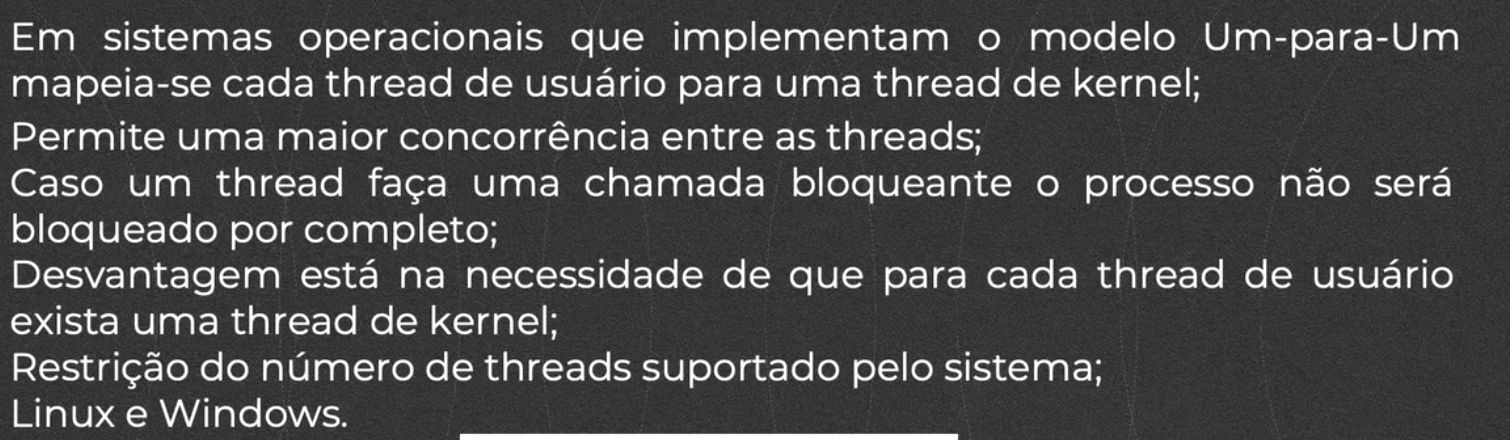 Em sistemas operacionais que implementam o modelo Um-para-Um
mapeia-se cada thread de usuário para uma thread de kernel;
Permite uma maior concorrência entre as threads;
Caso um thread faça uma chamada bloqueante o processo não será
bloqueado por completo;
Desvantagem está na necessidade de que para cada thread de usuário
exista uma thread de kernel;
Restrição do número de threads suportado pelo sistema;
Linux e Windows.